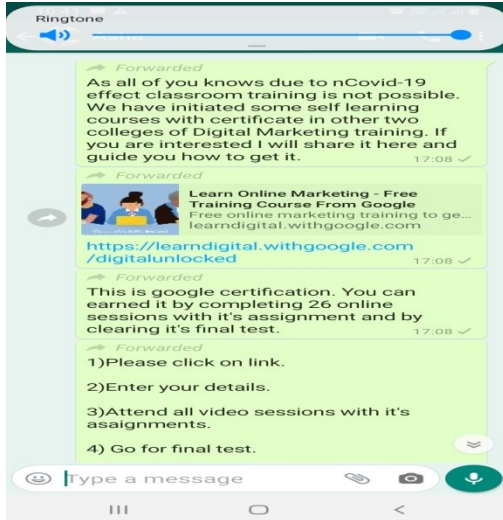 Ringtone
Forwarded
As all of you knows due to nCovid-19
effect classroom training is not possible.
We have initiated some self learning
courses with certificate in other two
colleges of Digital Marketing training. If
you are interested I will share it here and
guide you how to get it.
17:08
Forwarded
Learn Online Marketing - Free
Training Course From Google
Free online marketing training to ge...
learndigital.withgoogle.com
https://learndigital.withgoogle.com
/digitalunlocked
17:08
Forwarded
This is google certification. You can
earned it by completing 26 online
sessions with it's assignment and by
clearing it's final test.
17:08
Forwarded
1)Please click on link.
2)Enter your details.
3)Attend all video sessions with it's
asaignments.
4) Go for final test.
Type a message